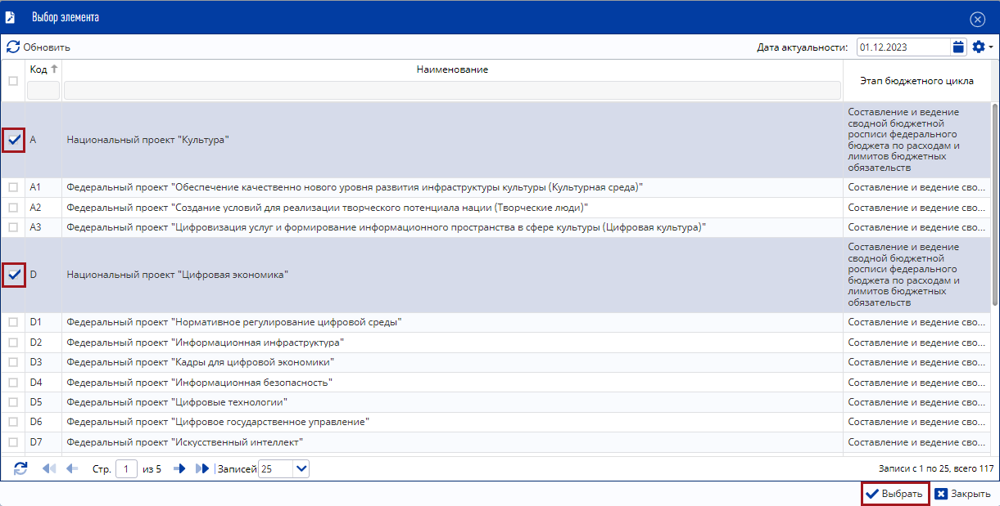 Выбор элемента
Обновить
Дата актуальности: 01.12.2023
Код Наименование Этап бюджетного цикла
A Национальный проект "Культура" Составление и ведение
сводной бюджетной
росписи федерального
бюджета по расходам и
лимитов бюджетных
обязательств
A1 Федеральный проект "Обеспечение качественно нового уровня развития инфраструктуры культуры (Культурная среда)" Составление и ведение сво...
A2 Федеральный проект "Создание условий для реализации творческого потенциала нации (Творческие люди)" Составление и ведение сво...
A3 Федеральный проект "Цифровизация услуг и формирование информационного пространства в сфере культуры (Цифровая культура)" Составление и ведение сво...
D Национальный проект "Цифровая экономика" Составление и ведение
сводной бюджетной
росписи федерального
бюджета по расходам и
лимитов бюджетных
обязательств
D1 Федеральный проект "Нормативное регулирование цифровой среды" Составление и ведение сво...
D2 Федеральный проект "Информационная инфраструктура" Составление и ведение сво...
D3 Федеральный проект "Кадры для цифровой экономики" Составление и ведение сво...
D4 Федеральный проект "Информационная безопасность" Составление и ведение сво...
D5 Федеральный проект "Цифровые технологии" Составление и ведение сво...
D6 Федеральный проект "Цифровое государственное управление" Составление и ведение сво...
D7 Федеральный проект "Искусственный интеллект" Составление и ведение сво...
Стр. 1 из 5 Записей 25 Записи с 1 по 25, всего 117
Выбрать Закрыть